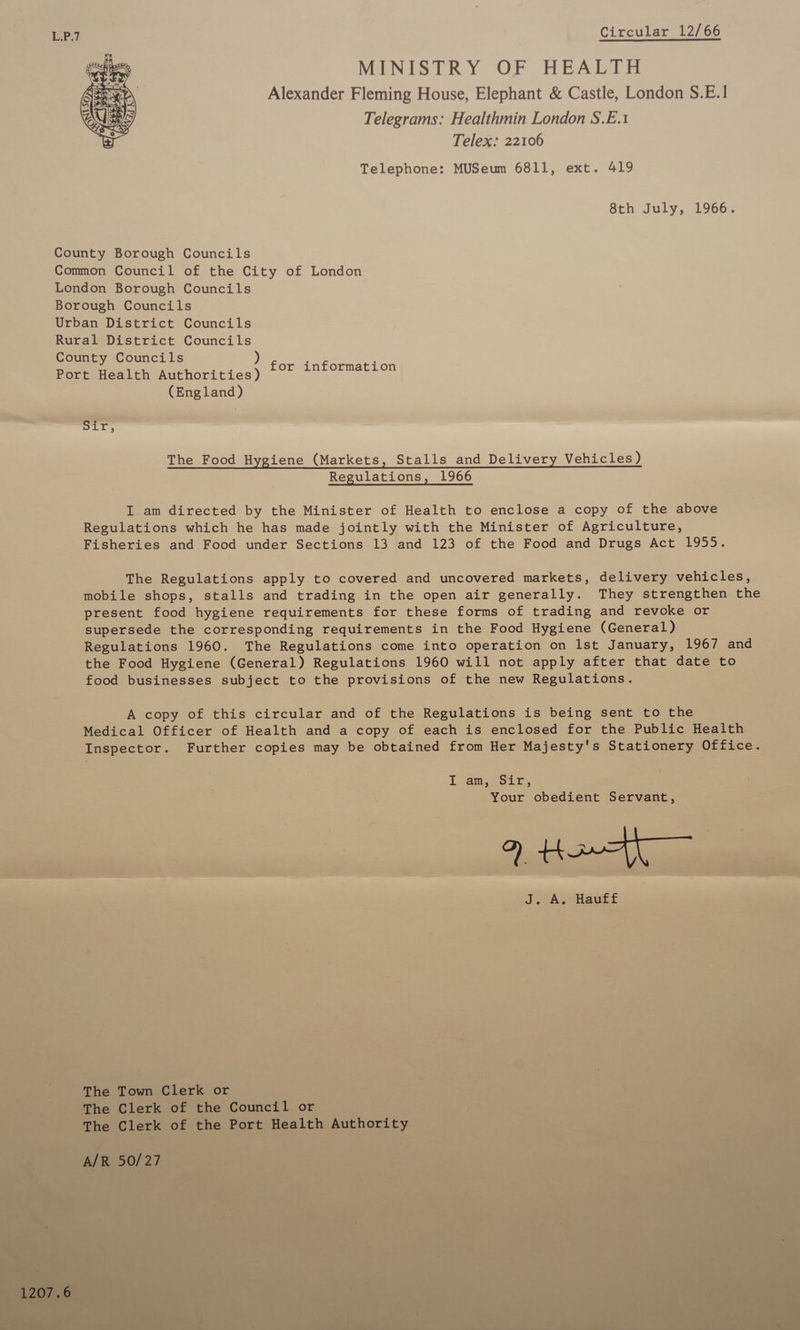 L.P.7
Circular 12/66
MINISTRY OF HEALTH
Alexander Fleming House, Elephant & Castle, London S.E.1
Telegrams: Healthmin London S.E.1
Telex: 22106
Telephone: MUSeum 6811, ext. 419
8th July, 1966.
County Borough Councils
Common Council of the City of London
London Borough Councils
Borough Councils
Urban District Councils
Rural District Councils
County Councils )
Port Health Authorities) for information
(England)
Sir,
The Food Hygiene (Markets, Stalls and Delivery Vehicles)
Regulations, 1966
I am directed by the Minister of Health to enclose a copy of the above
Regulations which he has made jointly with the Minister of Agriculture,
Fisheries and Food under Sections 13 and 123 of the Food and Drugs Act 1955.
The Regulations apply to covered and uncovered markets, delivery vehicles,
mobile shops, stalls and trading in the open air generally. They strengthen the
present food hygiene requirements for these forms of trading and revoke or
supersede the corresponding requirements in the Food Hygiene (General)
Regulations 1960. The Regulations come into operation on 1st January, 1967 and
the Food Hygiene (General) Regulations 1960 will not apply after that date to
food businesses subject to the provisions of the new Regulations.
A copy of this circular and of the Regulations is being sent to the
Medical Officer of Health and a copy of each is enclosed for the Public Health
Inspector. Further copies may be obtained from Her Majesty's Stationery Office.
I am, Sir,
Your obedient Servant,
J. Hauff
J. A. Hauff
The Town Clerk or
The Clerk of the Council or
The Clerk of the Port Health Authority
A/R 50/27
1207.6